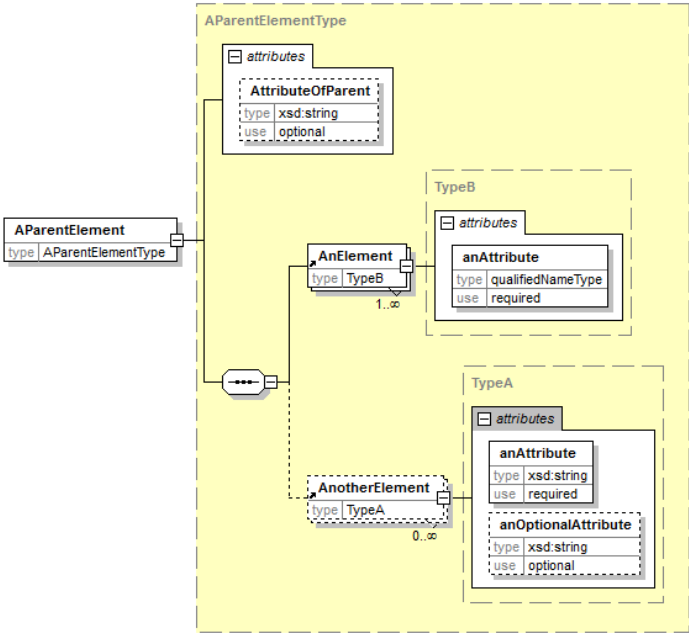 AParentElementType
attributes
AttributeOfParent
type xsd:string
use optional
AParentElement
type AParentElementType
TypeB
attributes
AnElement
type TypeB
1..∞
anAttribute
type qualifiedNameType
use required
TypeA
attributes
anAttribute
type xsd:string
use required
AnotherElement
type TypeA
0..∞
anOptionalAttribute
type xsd:string
use optional